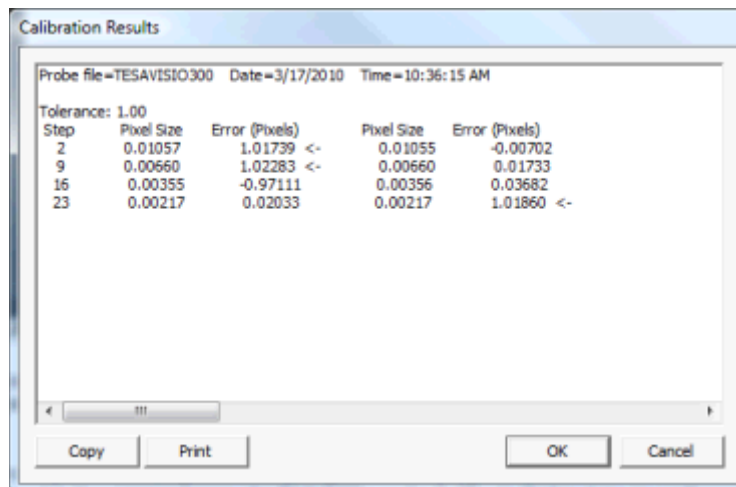 Calibration Results
Probe file=TESAVISIO300 Date=3/17/2010 Time=10:36:15 AM
Tolerance: 1.00
Step Pixel Size Error (Pixels) Pixel Size Error (Pixels)
2 0.01057 1.01739 <- 0.01055 -0.00702
9 0.00660 1.02283 <- 0.00660 0.01733
16 0.00355 -0.97111 0.00356 0.03682
23 0.00217 0.02033 0.00217 1.01860 <-
Copy Print OK Cancel